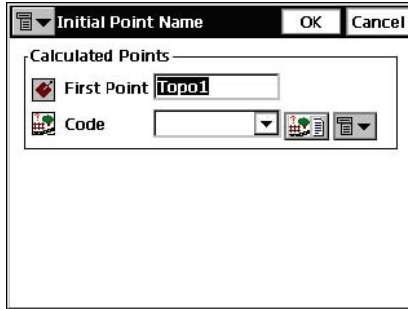 Initial Point Name OK Cancel
Calculated Points
First Point Topo1
Code